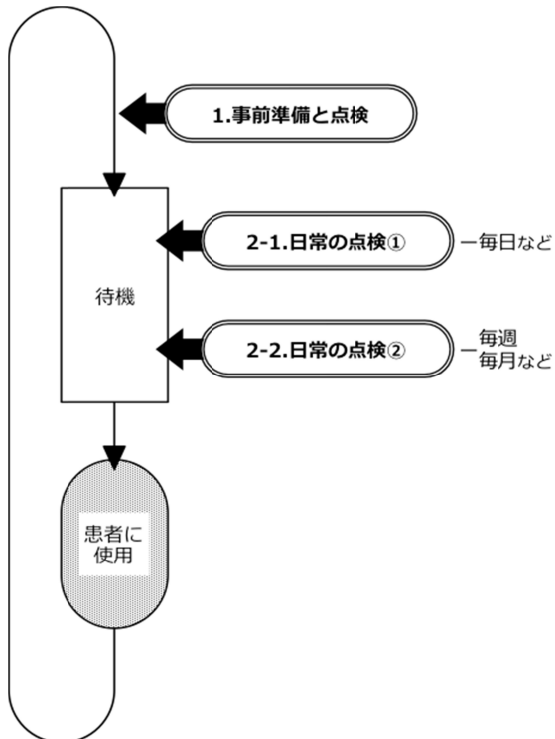 1.事前準備と点検
2-1.日常の点検①
毎日など
待機
2-2.日常の点検②
毎週
毎月など
患者に
使用